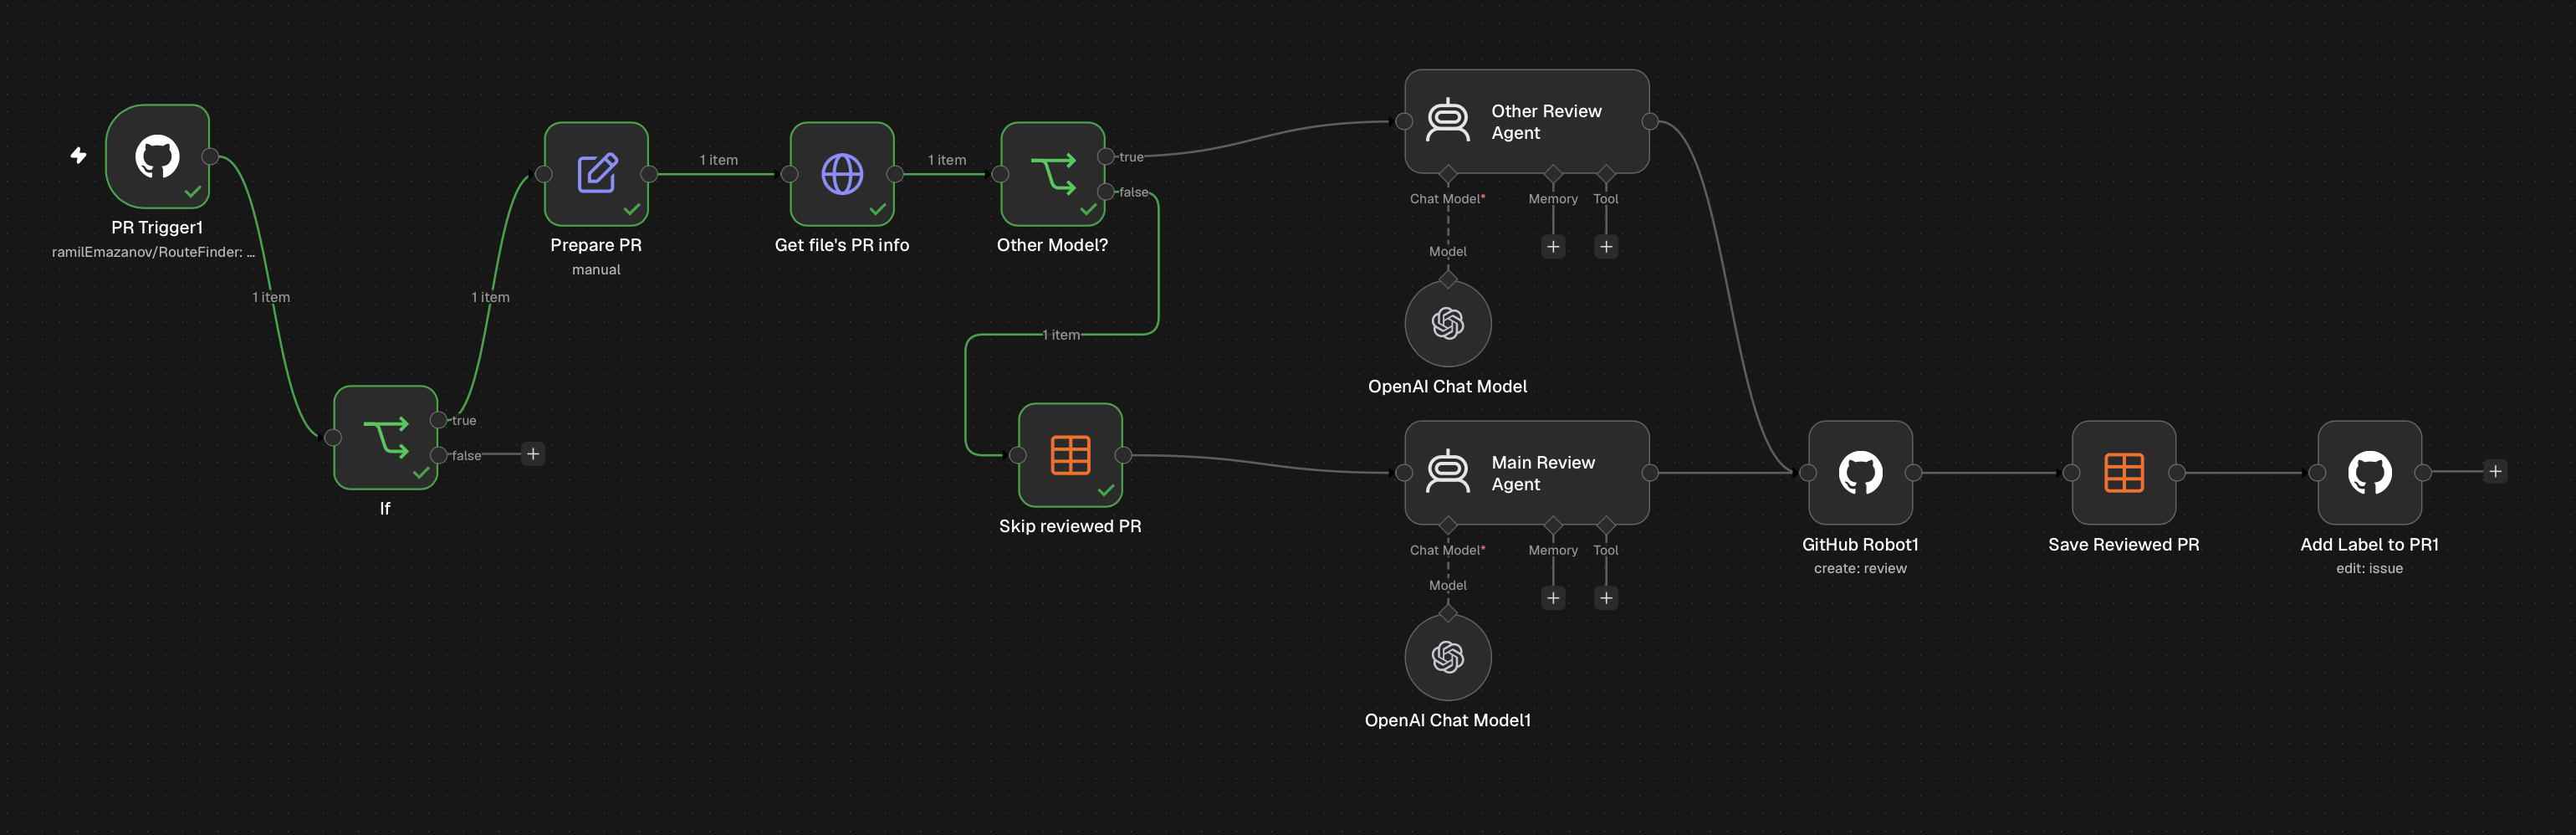 PR Trigger1
ramilEmazanov/RouteFinder: ...
1 item
If
true
false
1 item
Prepare PR
manual
1 item
Get file's PR info
1 item
Other Model?
true
false
1 item
Skip reviewed PR
Other Review
Agent
Chat Model*
Memory
Tool
Model
OpenAI Chat Model
Main Review
Agent
Chat Model*
Memory
Tool
Model
OpenAI Chat Model1
GitHub Robot1
create: review
Save Reviewed PR
Add Label to PR1
edit: issue